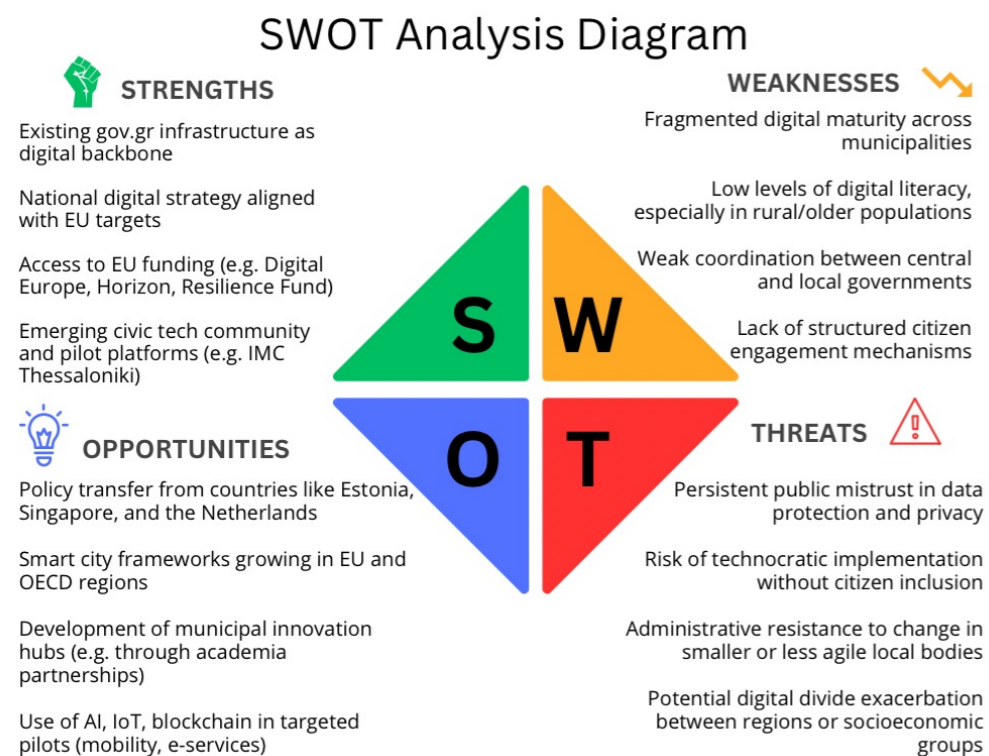 SWOT Analysis Diagram
STRENGTHS
Existing gov.gr infrastructure as
digital backbone
National digital strategy aligned
with EU targets
Access to EU funding (e.g. Digital
Europe, Horizon, Resilience Fund)
Emerging civic tech community
and pilot platforms (e.g. IMC
Thessaloniki)
WEAKNESSES
Fragmented digital maturity across
municipalities
Low levels of digital literacy,
especially in rural/older populations
Weak coordination between central
and local governments
Lack of structured citizen
engagement mechanisms
S
W
O
T
OPPORTUNITIES
Policy transfer from countries like Estonia,
Singapore, and the Netherlands
Smart city frameworks growing in EU and
OECD regions
Development of municipal innovation
hubs (e.g. through academia
partnerships)
Use of AI, IoT, blockchain in targeted
pilots (mobility, e-services)
THREATS
Persistent public mistrust in data
protection and privacy
Risk of technocratic implementation
without citizen inclusion
Administrative resistance to change in
smaller or less agile local bodies
Potential digital divide exacerbation
between regions or socioeconomic
groups